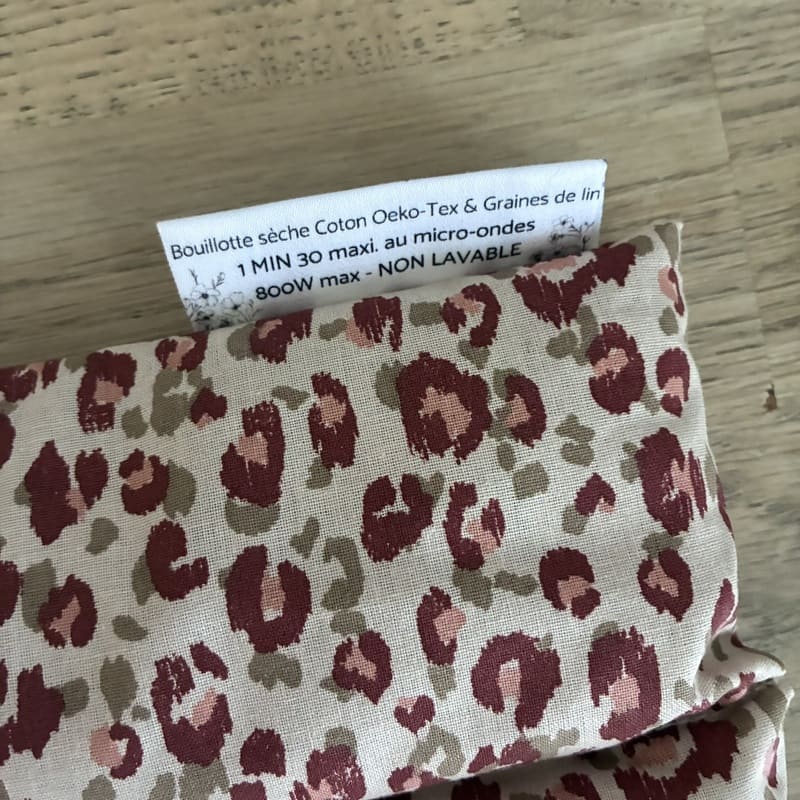 Bouillotte sèche Coton Oeko-Tex & Graines de lin
1 MIN 30 maxi. au micro-ondes
800W max - NON LAVABLE